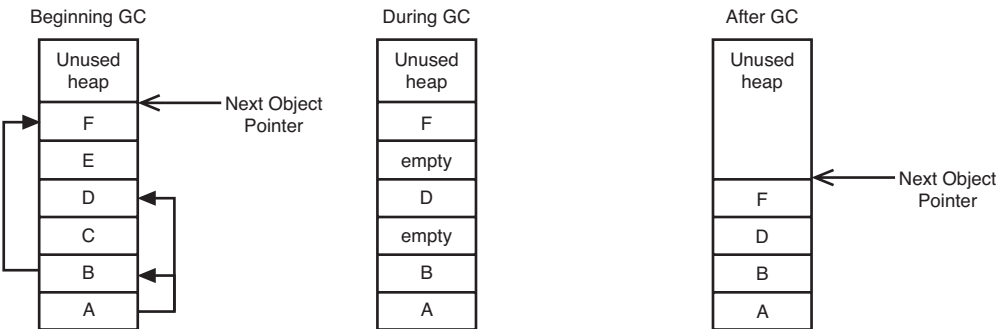 Beginning GC
Unused
heap
F
E
D
C
B
A
Next Object
Pointer
During GC
Unused
heap
F
empty
D
empty
B
A
After GC
Unused
heap
F
D
B
A
Next Object
Pointer